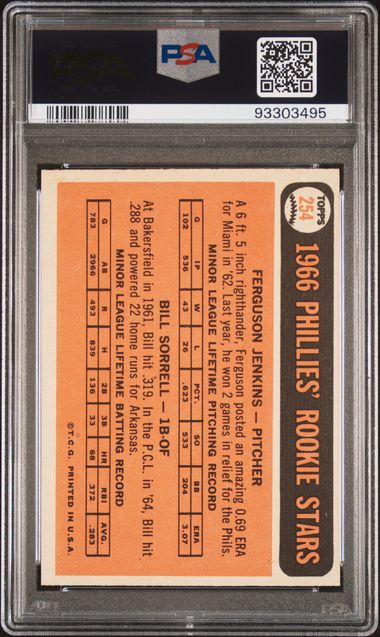 PSA
93303495
TOPPS
254
1966 PHILLIES' ROOKIE STARS
FERGUSON JENKINS — PITCHER
A 6 ft. 5 inch righthander, Ferguson posted an amazing 0.69 ERA
for Miami in '62. Last year, he won 2 games in relief for the Phils.
MINOR LEAGUE LIFETIME PITCHING RECORD
G IP W L PCT. SO BB ERA
102 536 43 26 .623 533 204 3.07
BILL SORRELL — 1B-OF
At Bakersfield in 1961, Bill hit .319. In the P.C.L. in '64, Bill hit
.288 and powered 22 home runs for Arkansas.
MINOR LEAGUE LIFETIME BATTING RECORD
G AB R H 2B 3B HR RBI AVG.
783 2966 493 839 136 33 68 372 .283
©T.C.G. PRINTED IN U.S.A.